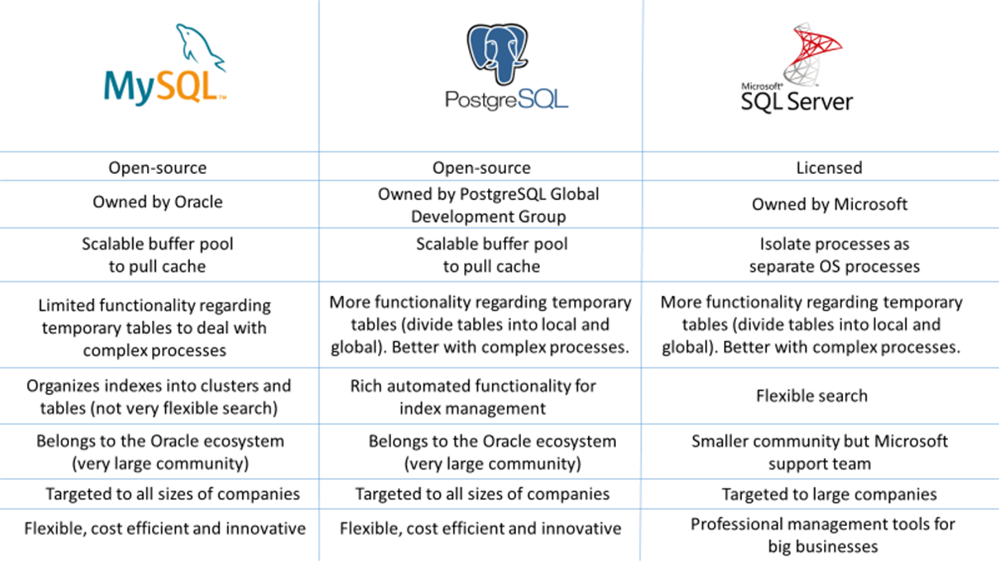 MySQL™
PostgreSQL
Microsoft®
SQL Server™
Open-source
Open-source
Licensed
Owned by Oracle
Owned by PostgreSQL Global
Development Group
Owned by Microsoft
Scalable buffer pool
to pull cache
Scalable buffer pool
to pull cache
Isolate processes as
separate OS processes
Limited functionality regarding
temporary tables to deal with
complex processes
More functionality regarding temporary
tables (divide tables into local and
global). Better with complex processes.
More functionality regarding temporary
tables (divide tables into local and
global). Better with complex processes.
Organizes indexes into clusters and
tables (not very flexible search)
Rich automated functionality for
index management
Flexible search
Belongs to the Oracle ecosystem
(very large community)
Belongs to the Oracle ecosystem
(very large community)
Smaller community but Microsoft
support team
Targeted to all sizes of companies
Targeted to all sizes of companies
Targeted to large companies
Flexible, cost efficient and innovative
Flexible, cost efficient and innovative
Professional management tools for
big businesses